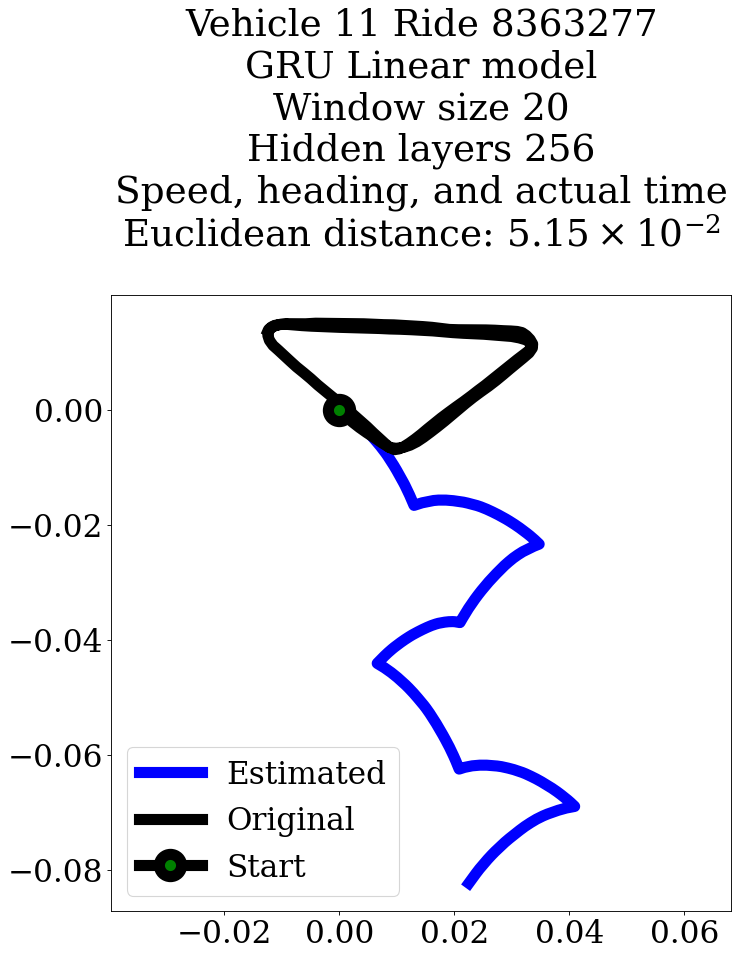 Vehicle 11 Ride 8363277
GRU Linear model
Window size 20
Hidden layers 256
Speed, heading, and actual time
Euclidean distance: 5.15 × 10⁻²
0.00
−0.02
−0.04
−0.06
−0.08
Estimated
Original
Start
−0.02 0.00 0.02 0.04 0.06